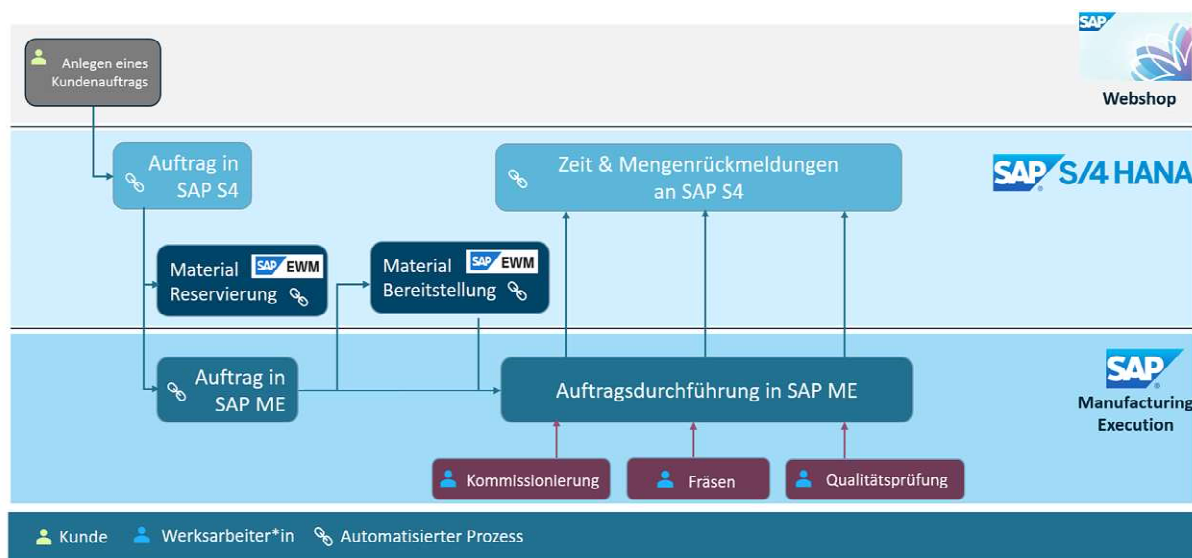 SAP
Anlegen eines
Kundenauftrags
Webshop
Auftrag in
SAP S4
Zeit & Mengenrückmeldungen
an SAP S4
SAP S/4 HANA
Material
SAP EWM
Reservierung
Material
SAP EWM
Bereitstellung
Auftrag in
SAP ME
Auftragsdurchführung in SAP ME
SAP
Manufacturing
Execution
Kommissionierung
Fräsen
Qualitätsprüfung
Kunde
Werksarbeiter*in
Automatisierter Prozess